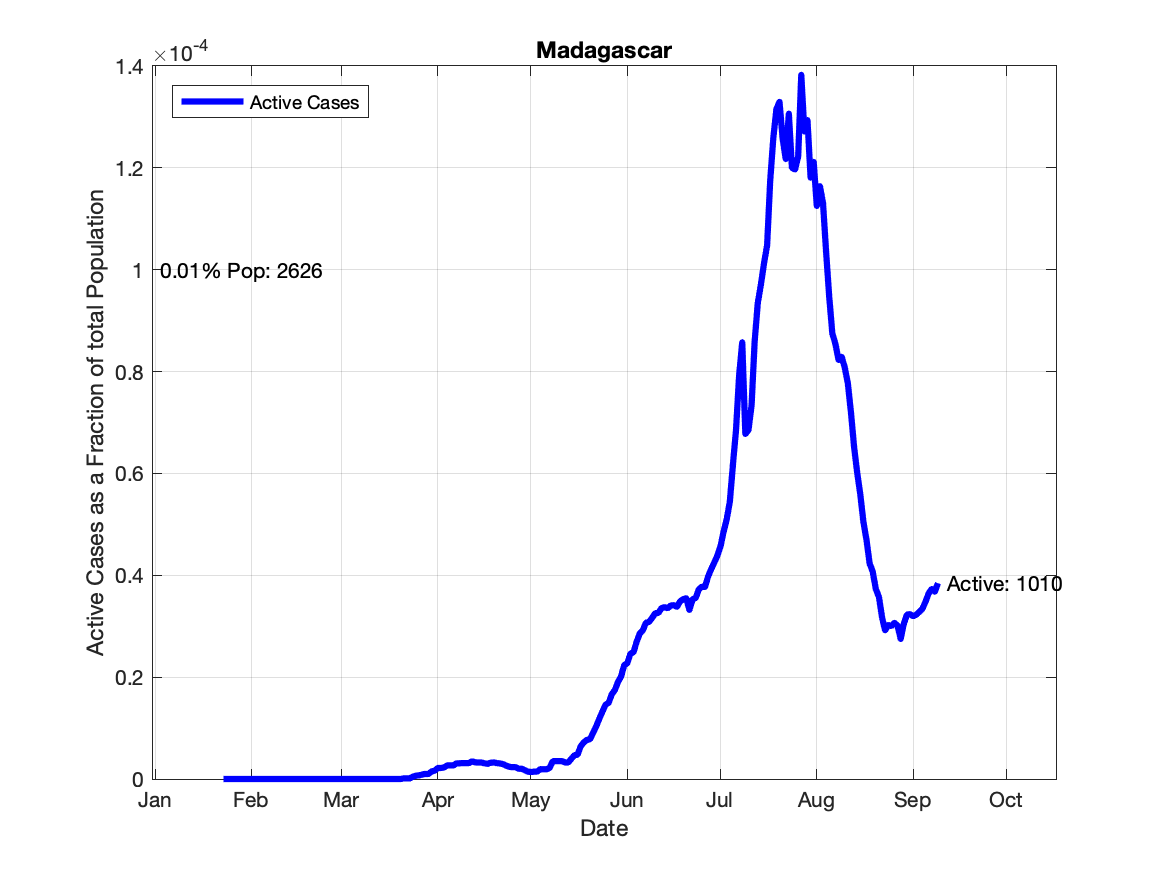 Madagascar
×10-4
Active Cases
1.4
1.2
1
0.8
0.6
0.4
0.2
0
0.01% Pop: 2626
Active: 1010
Active Cases as a Fraction of total Population
Jan Feb Mar Apr May Jun Jul Aug Sep Oct
Date